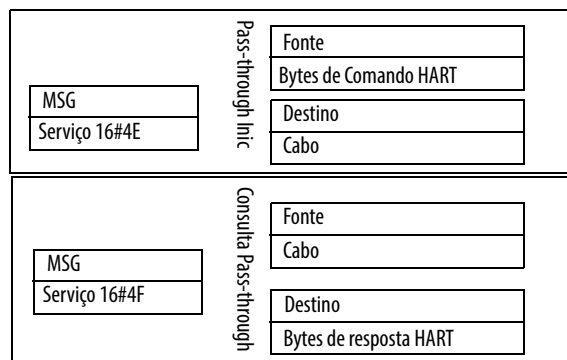 MSG
Serviço 16#4E
Pass-through Inic
Fonte
Bytes de Comando HART
Destino
Cabo
MSG
Serviço 16#4F
Consulta Pass-through
Fonte
Cabo
Destino
Bytes de resposta HART